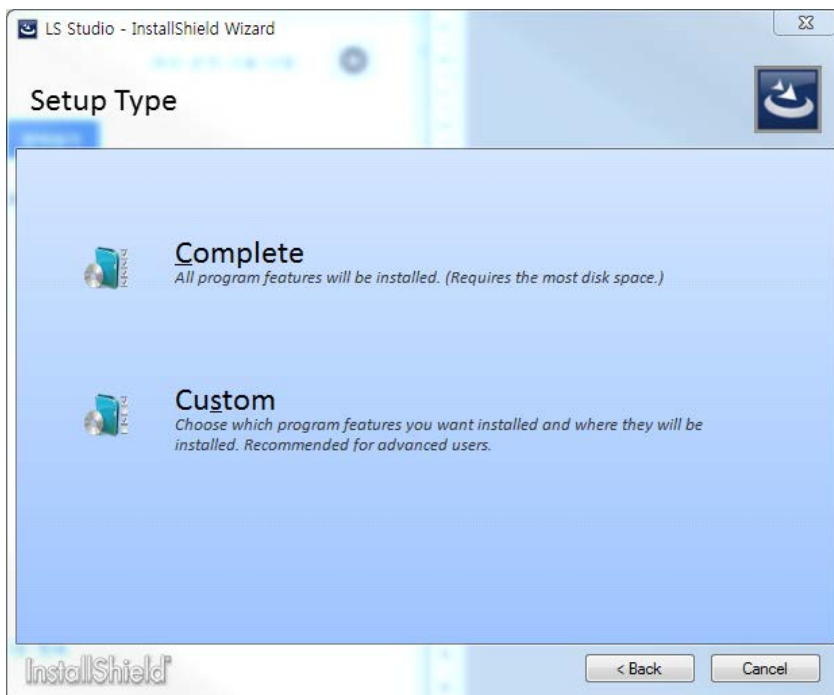 LS Studio - InstallShield Wizard
Setup Type
Complete
All program features will be installed. (Requires the most disk space.)
Custom
Choose which program features you want installed and where they will be
installed. Recommended for advanced users.
InstallShield
< Back
Cancel